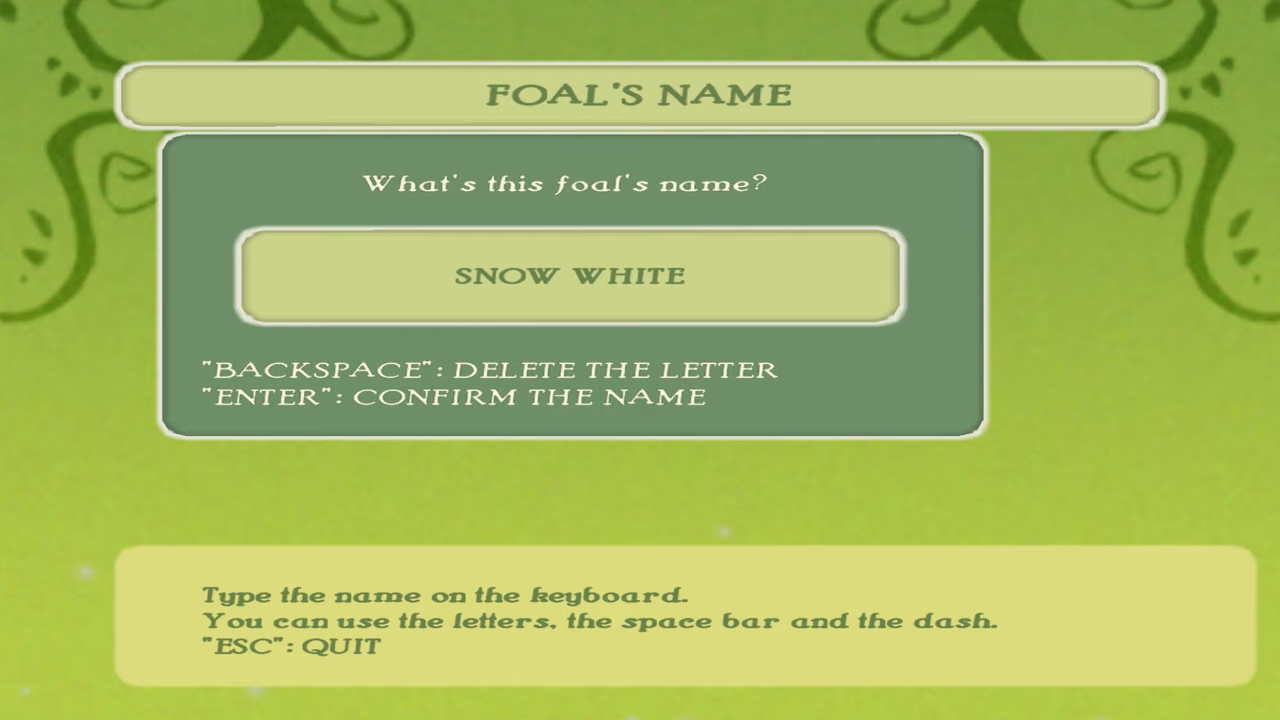 FOAL'S NAME
What's this foal's name?
SNOW WHITE
"BACKSPACE": DELETE THE LETTER
"ENTER": CONFIRM THE NAME
Type the name on the keyboard.
You can use the letters, the space bar and the dash.
"ESC": QUIT